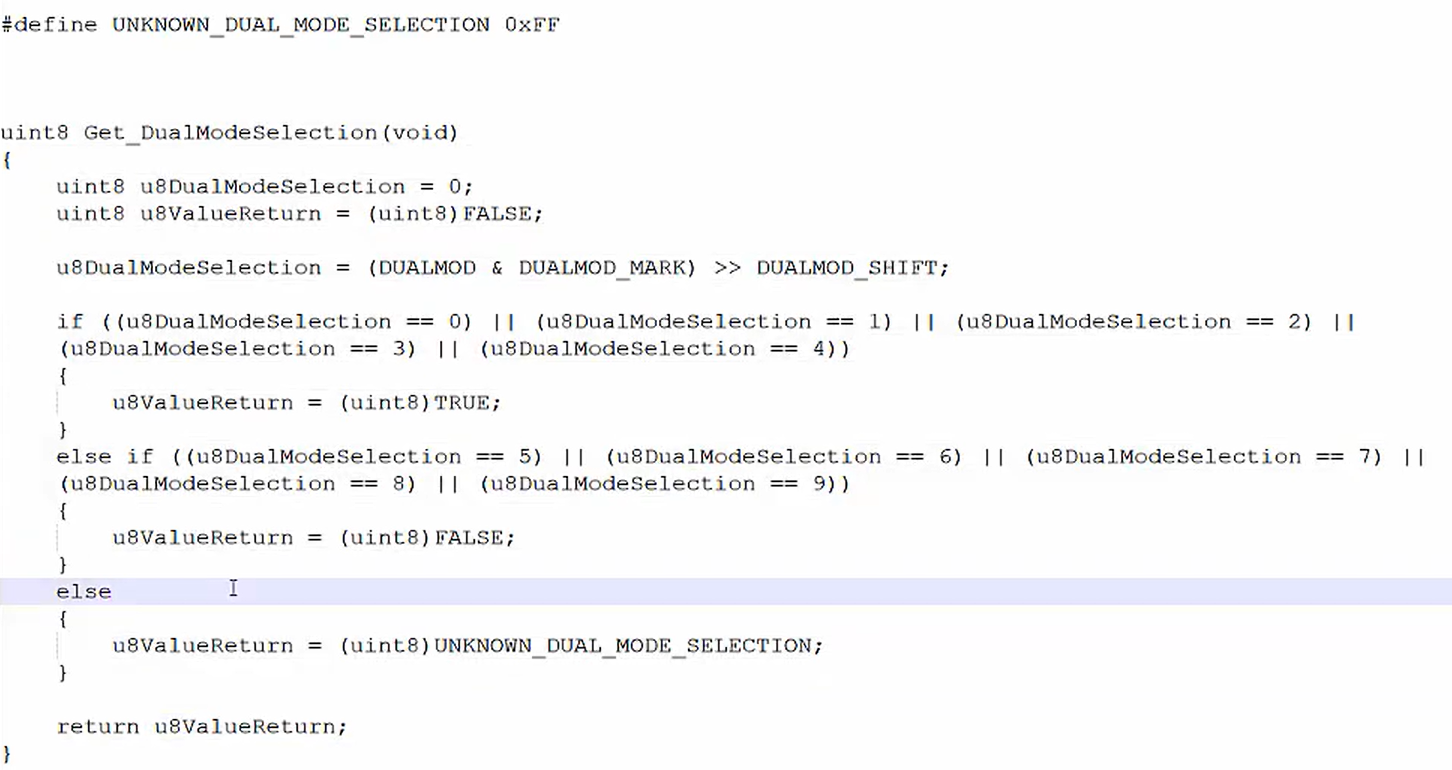 #define UNKNOWN_DUAL_MODE_SELECTION 0xFF
uint8 Get_DualModeSelection(void)
{
    uint8 u8DualModeSelection = 0;
    uint8 u8ValueReturn = (uint8)FALSE;
    u8DualModeSelection = (DUALMOD & DUALMOD_MARK) >> DUALMOD_SHIFT;
    if ((u8DualModeSelection == 0) || (u8DualModeSelection == 1) || (u8DualModeSelection == 2) ||
    (u8DualModeSelection == 3) || (u8DualModeSelection == 4))
    {
        u8ValueReturn = (uint8)TRUE;
    }
    else if ((u8DualModeSelection == 5) || (u8DualModeSelection == 6) || (u8DualModeSelection == 7) ||
    (u8DualModeSelection == 8) || (u8DualModeSelection == 9))
    {
        u8ValueReturn = (uint8)FALSE;
    }
    else
    {
        u8ValueReturn = (uint8)UNKNOWN_DUAL_MODE_SELECTION;
    }
    return u8ValueReturn;
}